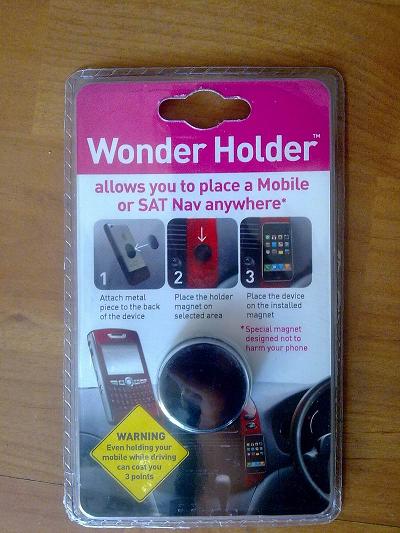 Wonder Holder™
allows you to place a Mobile
or SAT Nav anywhere*
1
2
3
Attach metal
piece to the back
of the device
Place the holder
magnet on
selected area
Place the device
on the installed
magnet
*Special magnet
designed not to
harm your phone
WARNING
Even holding your
mobile while driving
can cost you
3 points